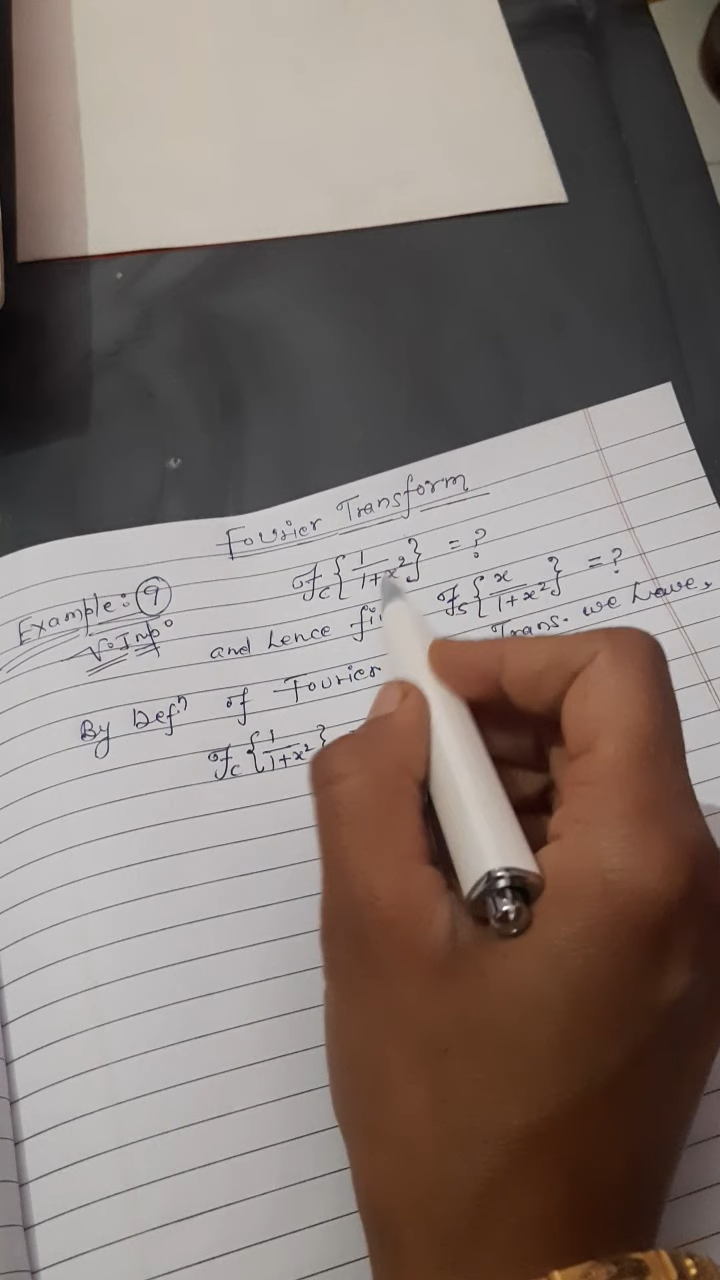 Fourier Transform
Example: 9 Fc{1/1+x²} = ?
V. Imp. and hence Fs{x/1+x²} = ?
By Defⁿ of Fourier Trans. we have,
Fc{1/1+x²}